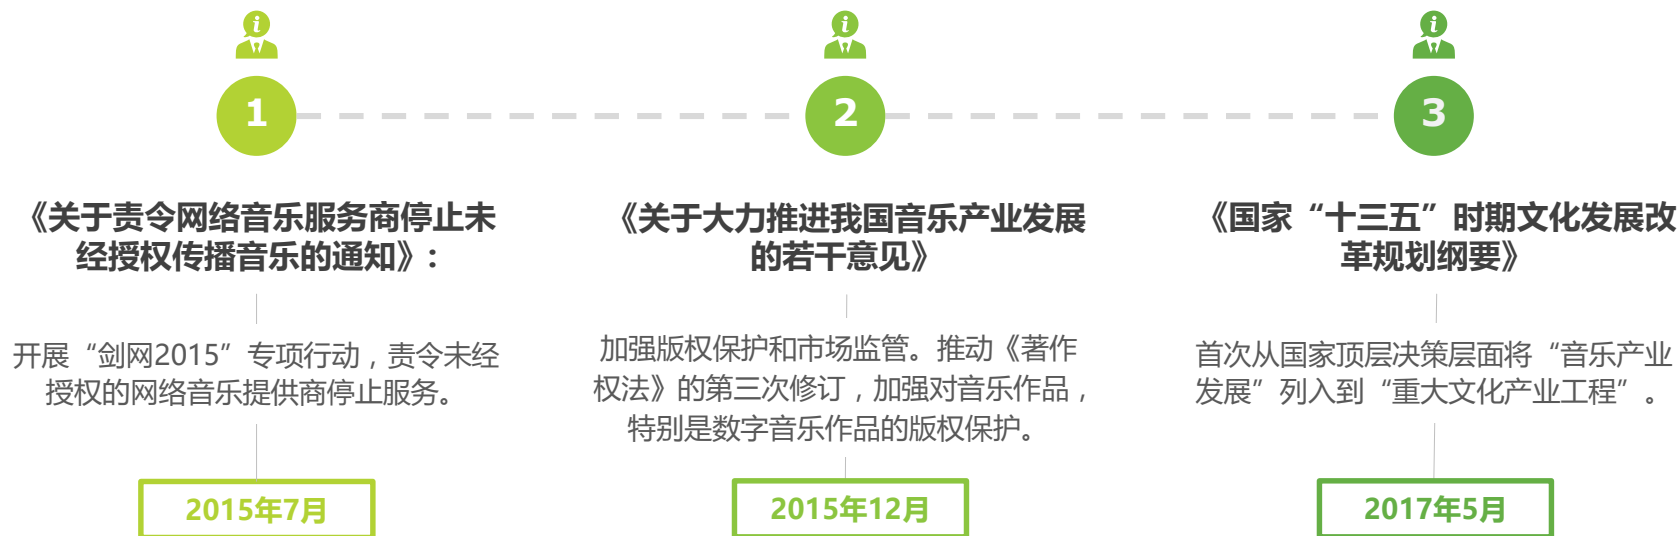 1
《关于责令网络音乐服务商停止未
经授权传播音乐的通知》:
开展“剑网2015”专项行动，责令未经
授权的网络音乐提供商停止服务。
2015年7月
2
《关于大力推进我国音乐产业发展
的若干意见》
加强版权保护和市场监管。推动《著作
权法》的第三次修订，加强对音乐作品，
特别是数字音乐作品的版权保护。
2015年12月
3
《国家“十三五”时期文化发展改
革规划纲要》
首次从国家顶层决策层面将“音乐产业
发展”列入到“重大文化产业工程”。
2017年5月